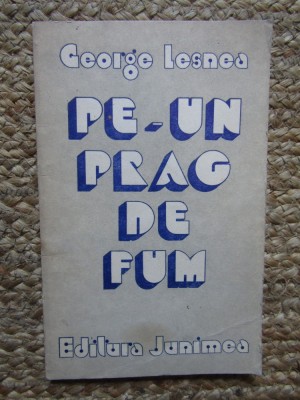 George Lesnea
PE-UN
PRAG
DE
FUM
Editura Junimea